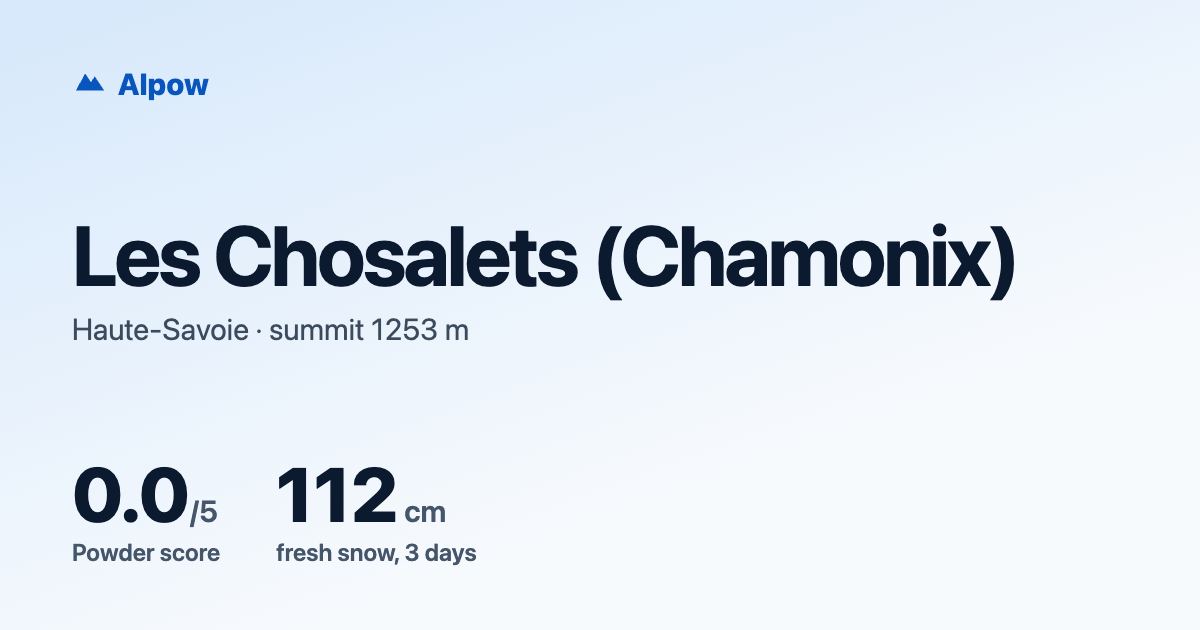 Alpow
Les Chosalets (Chamonix)
Haute-Savoie · summit 1253 m
0.0/5 112 cm
Powder score fresh snow, 3 days